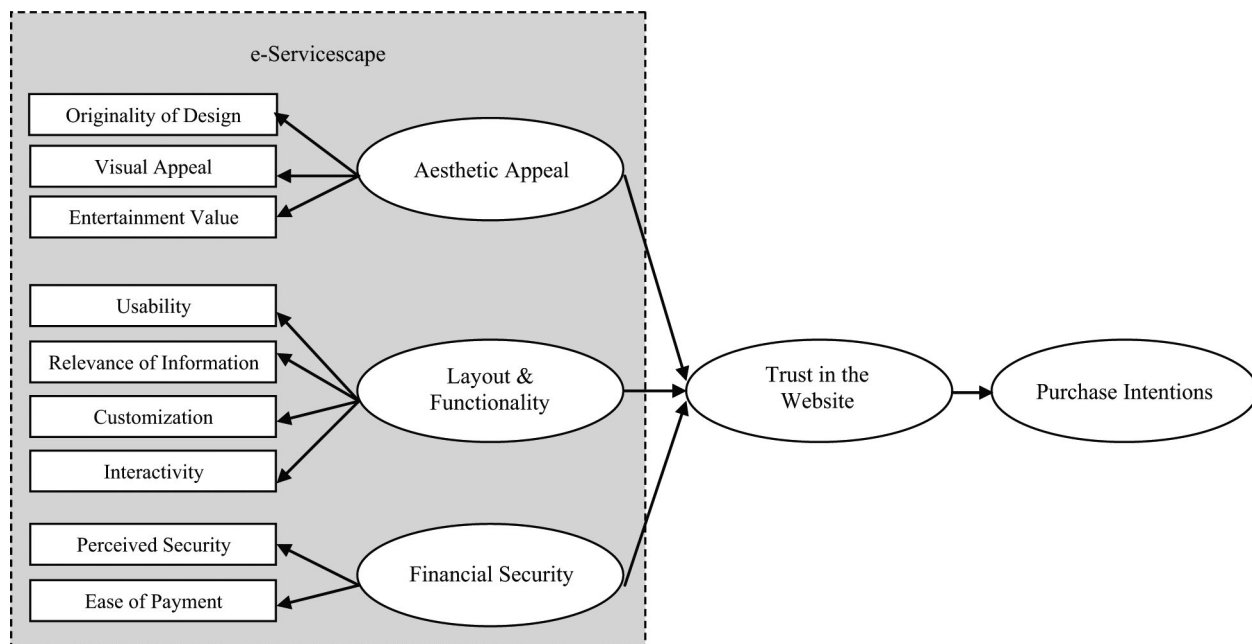 e-Servicescape
Originality of Design
Visual Appeal
Entertainment Value
Aesthetic Appeal
Usability
Relevance of Information
Customization
Interactivity
Layout &
Functionality
Perceived Security
Ease of Payment
Financial Security
Trust in the
Website
Purchase Intentions